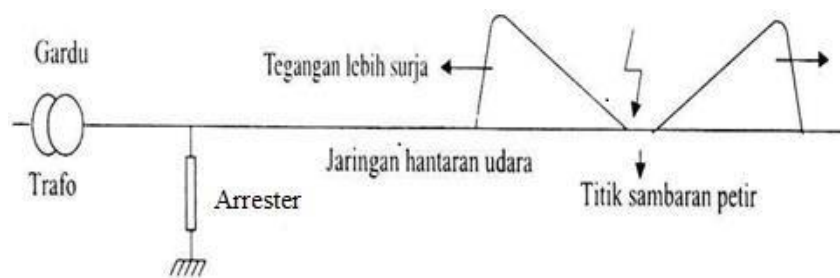 Gardu
Tegangan lebih surja
Trafo
Arrester
Jaringan hantaran udara
Titik sambaran petir